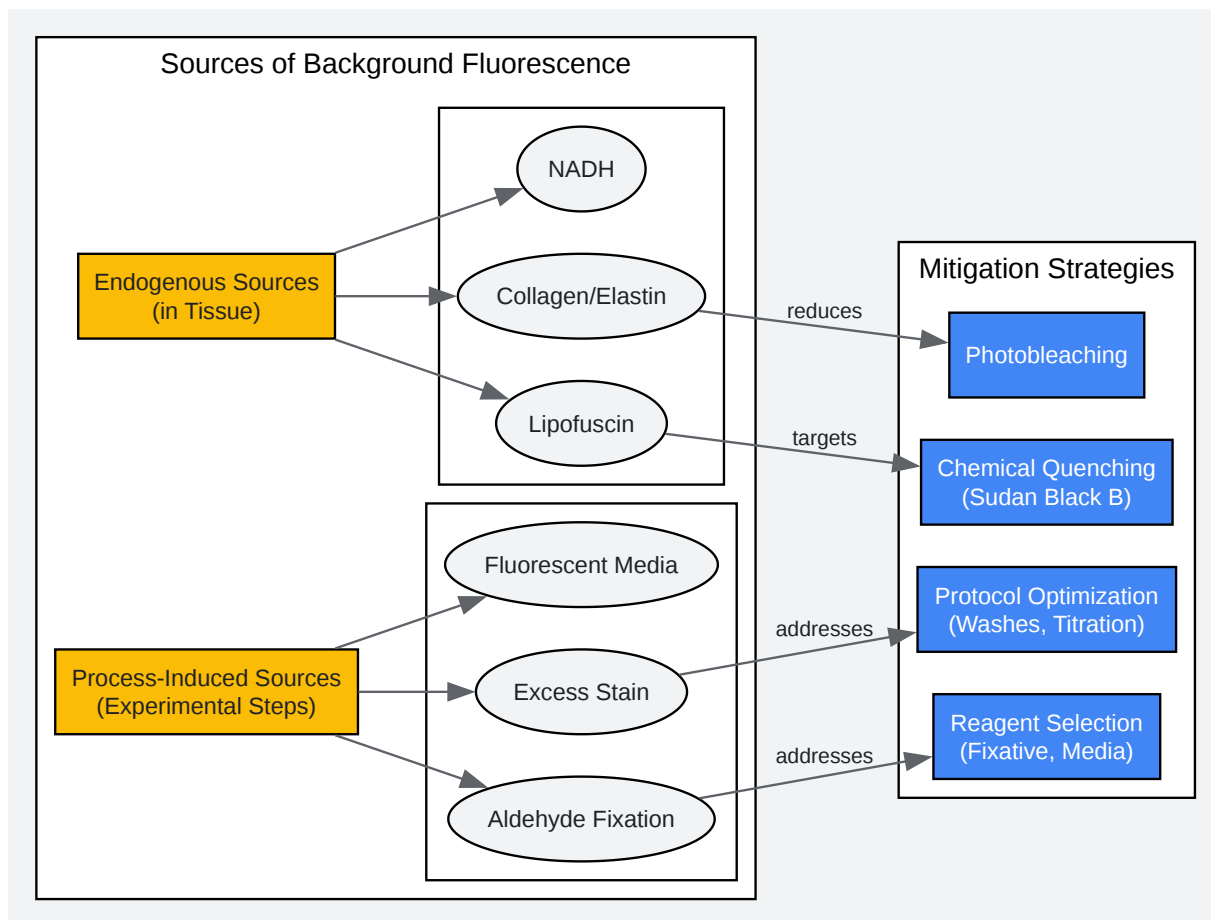 Sources of Background Fluorescence
Endogenous Sources
(in Tissue)
NADH
Collagen/Elastin
Lipofuscin
Process-Induced Sources
(Experimental Steps)
Fluorescent Media
Excess Stain
Aldehyde Fixation
reduces
targets
addresses
addresses
Mitigation Strategies
Photobleaching
Chemical Quenching
(Sudan Black B)
Protocol Optimization
(Washes, Titration)
Reagent Selection
(Fixative, Media)